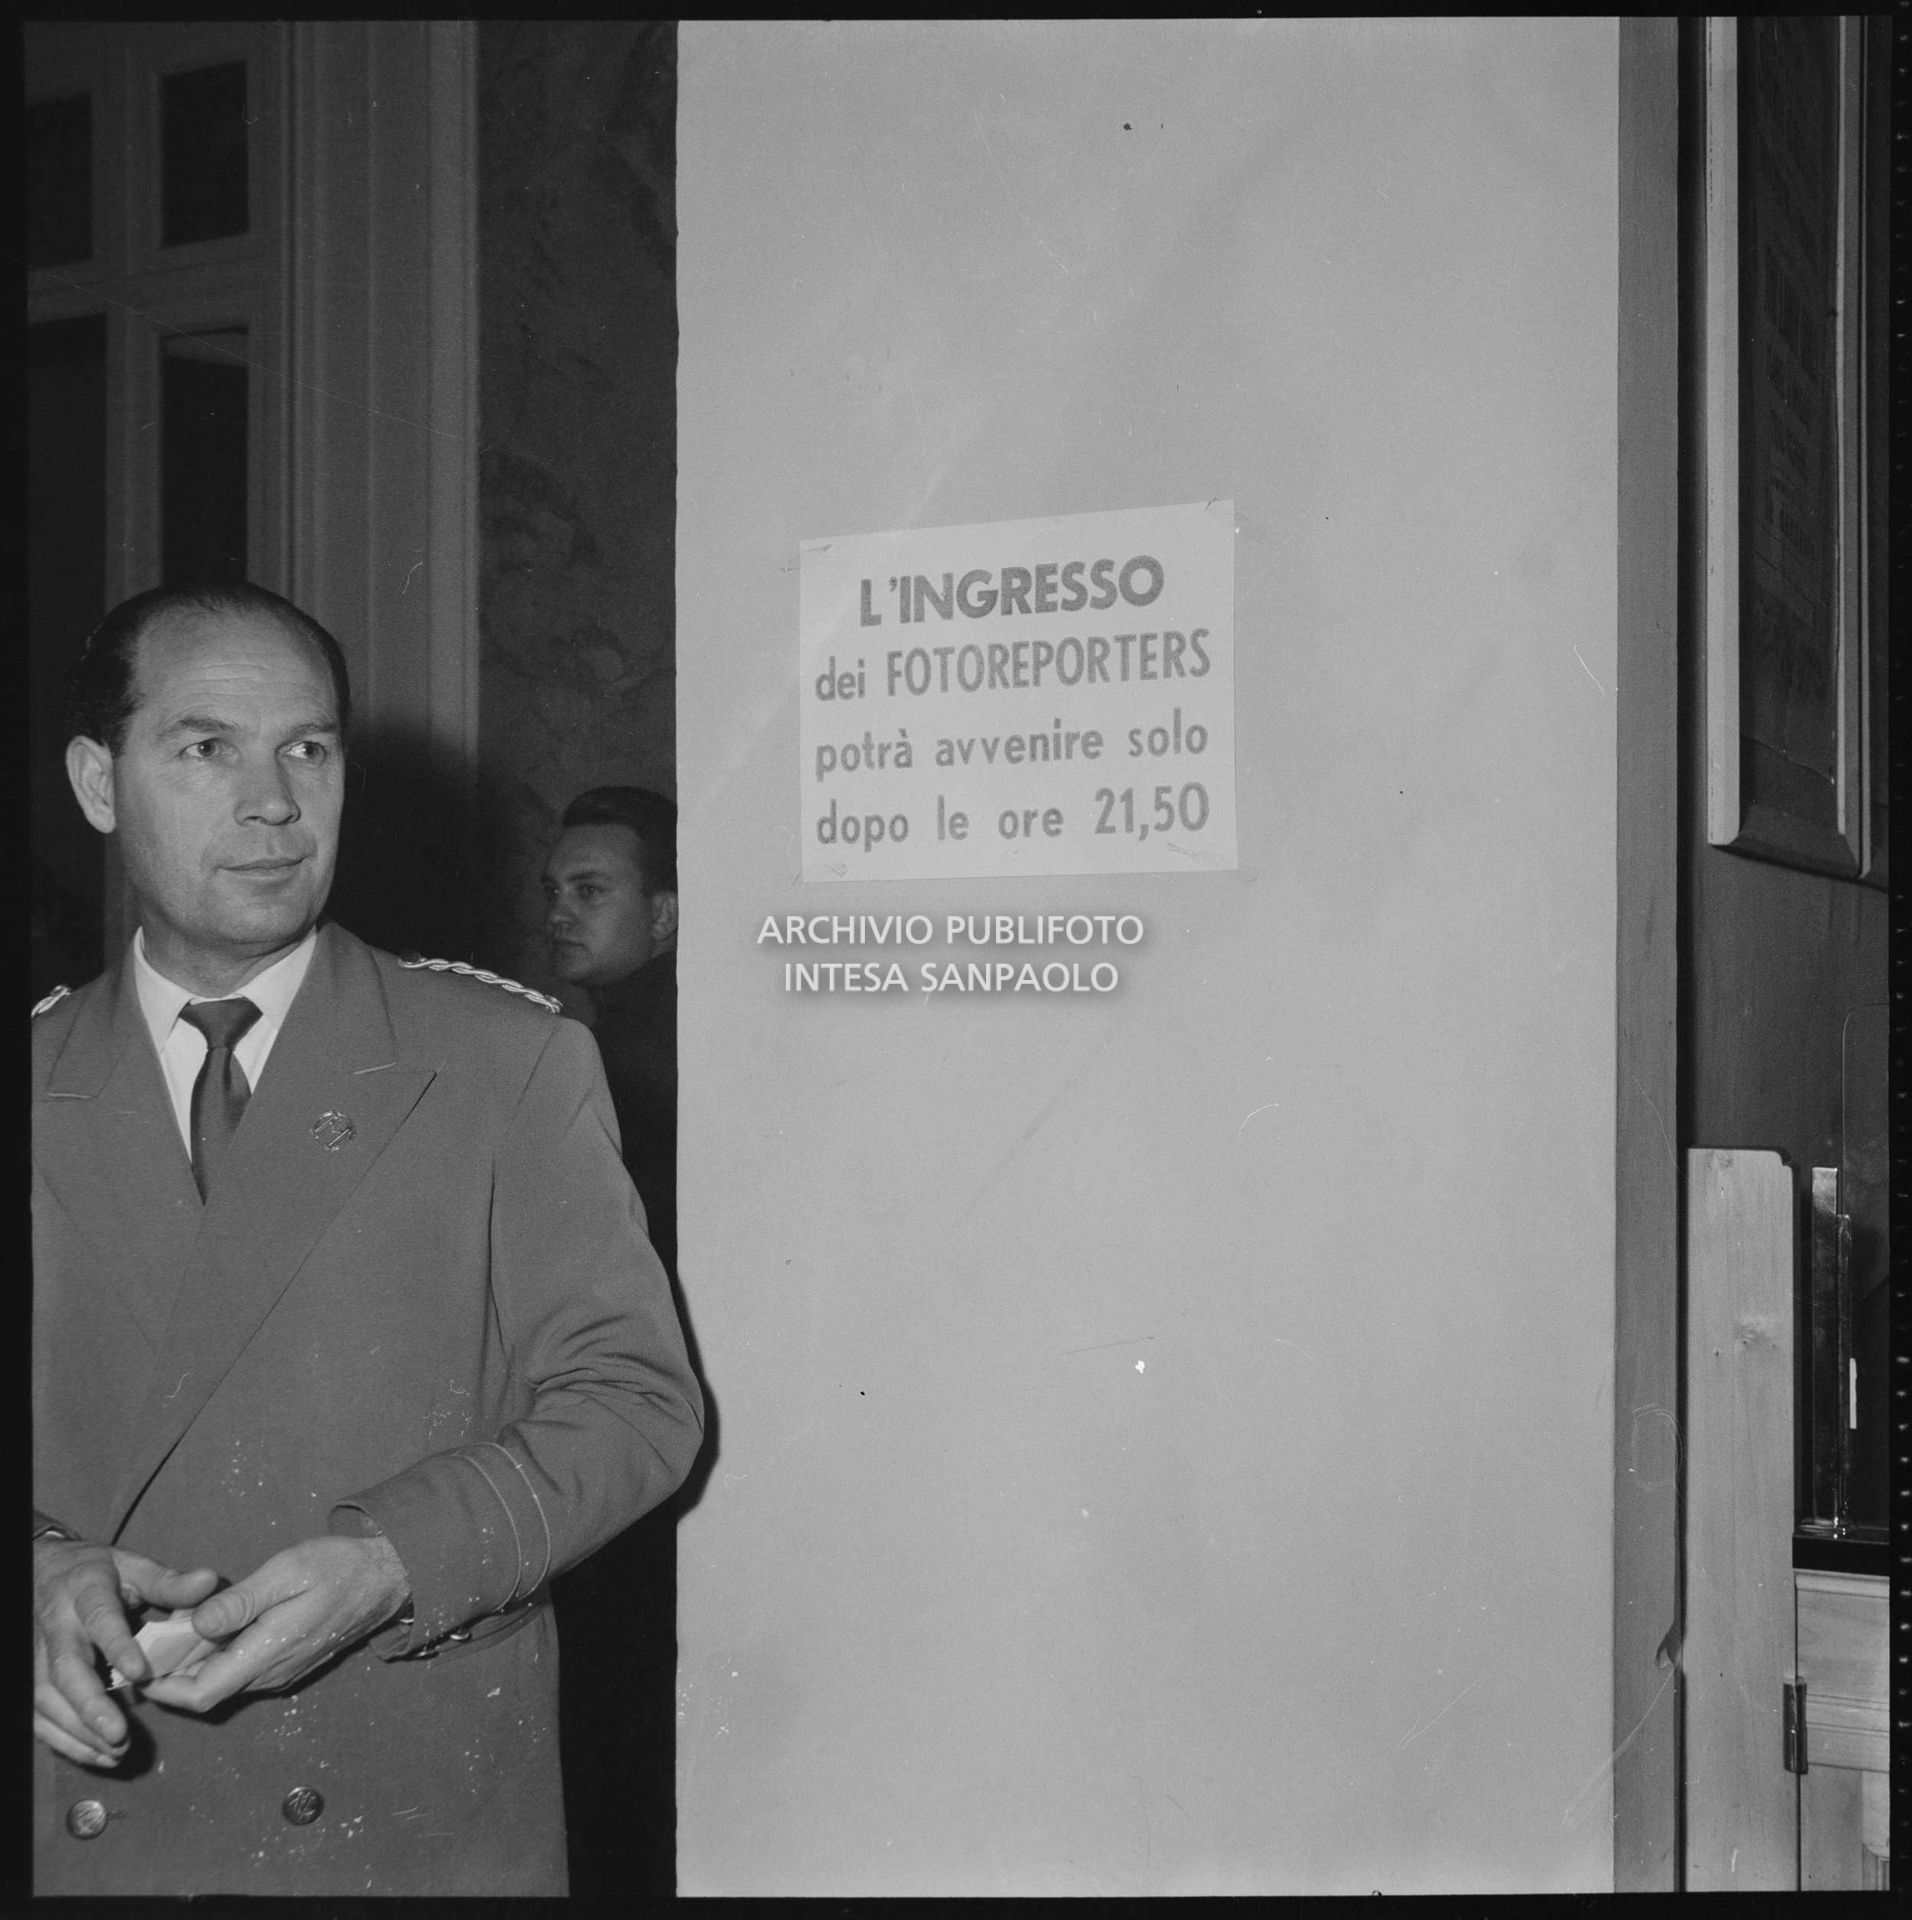 L'INGRESSO
dei FOTOREPORTERS
potrà avvenire solo
dopo le ore 21,50
ARCHIVIO PUBLIFOTO
INTESA SANPAOLO